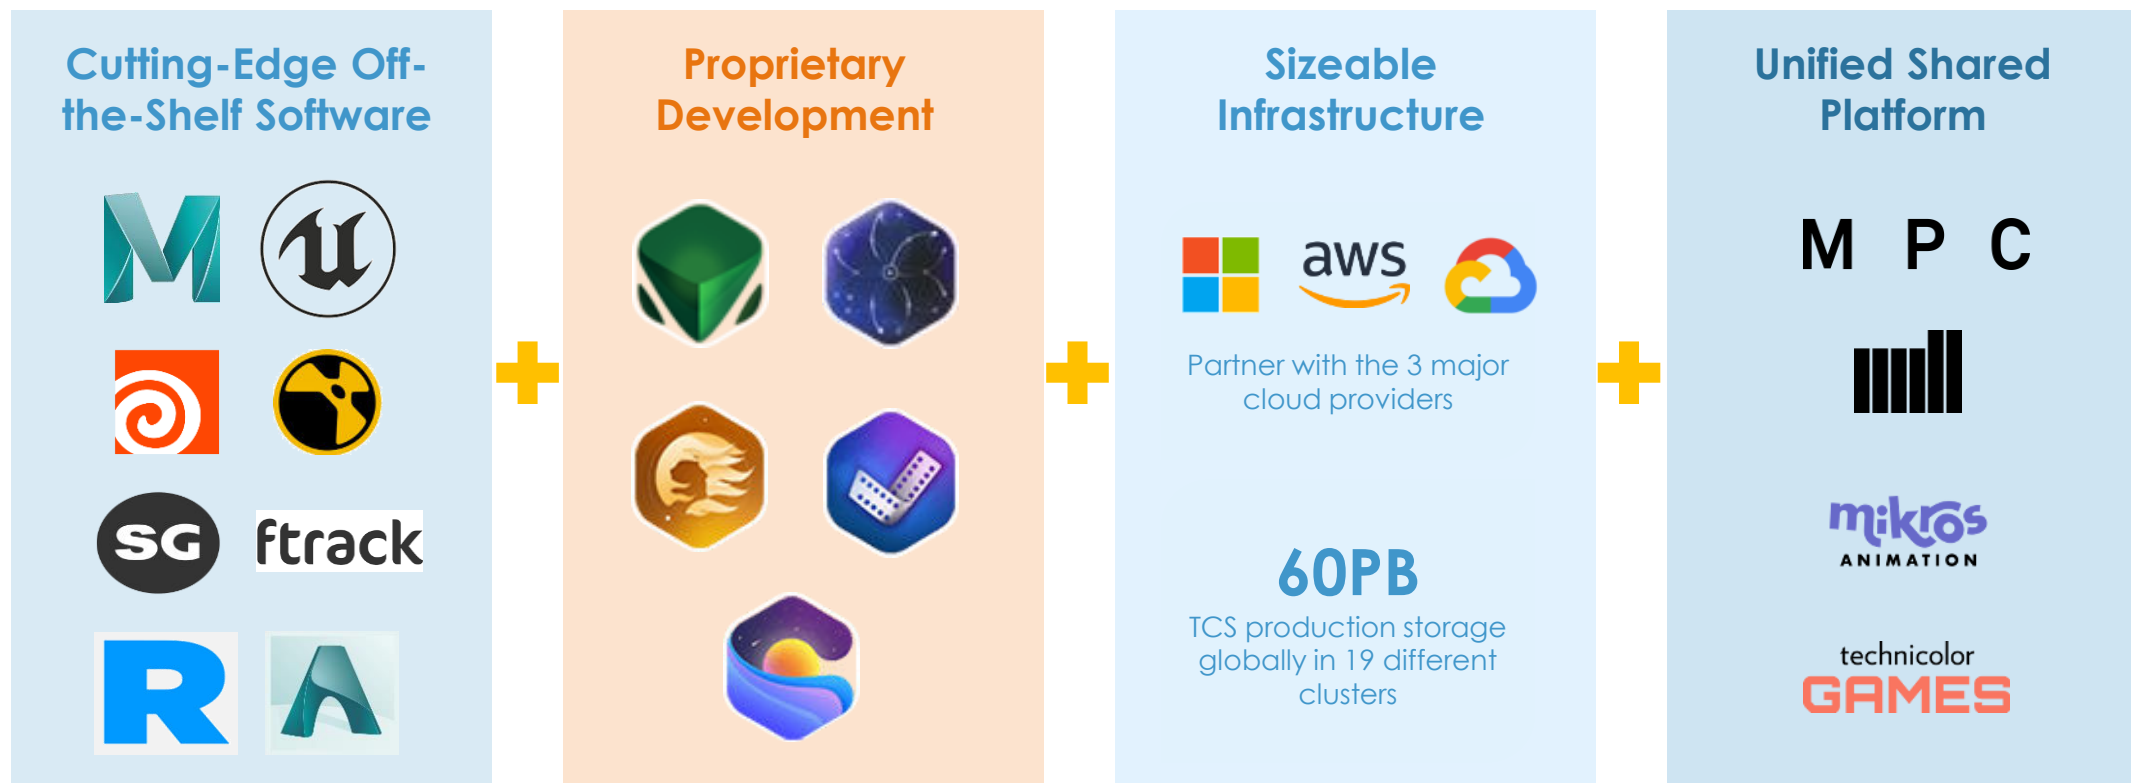 Cutting-Edge Off-
the-Shelf Software
SG
ftrack
R
Proprietary
Development
Sizeable
Infrastructure
aws
Partner with the 3 major
cloud providers
60PB
TCS production storage
globally in 19 different
clusters
Unified Shared
Platform
M P C
mikros
ANIMATION
technicolor
GAMES